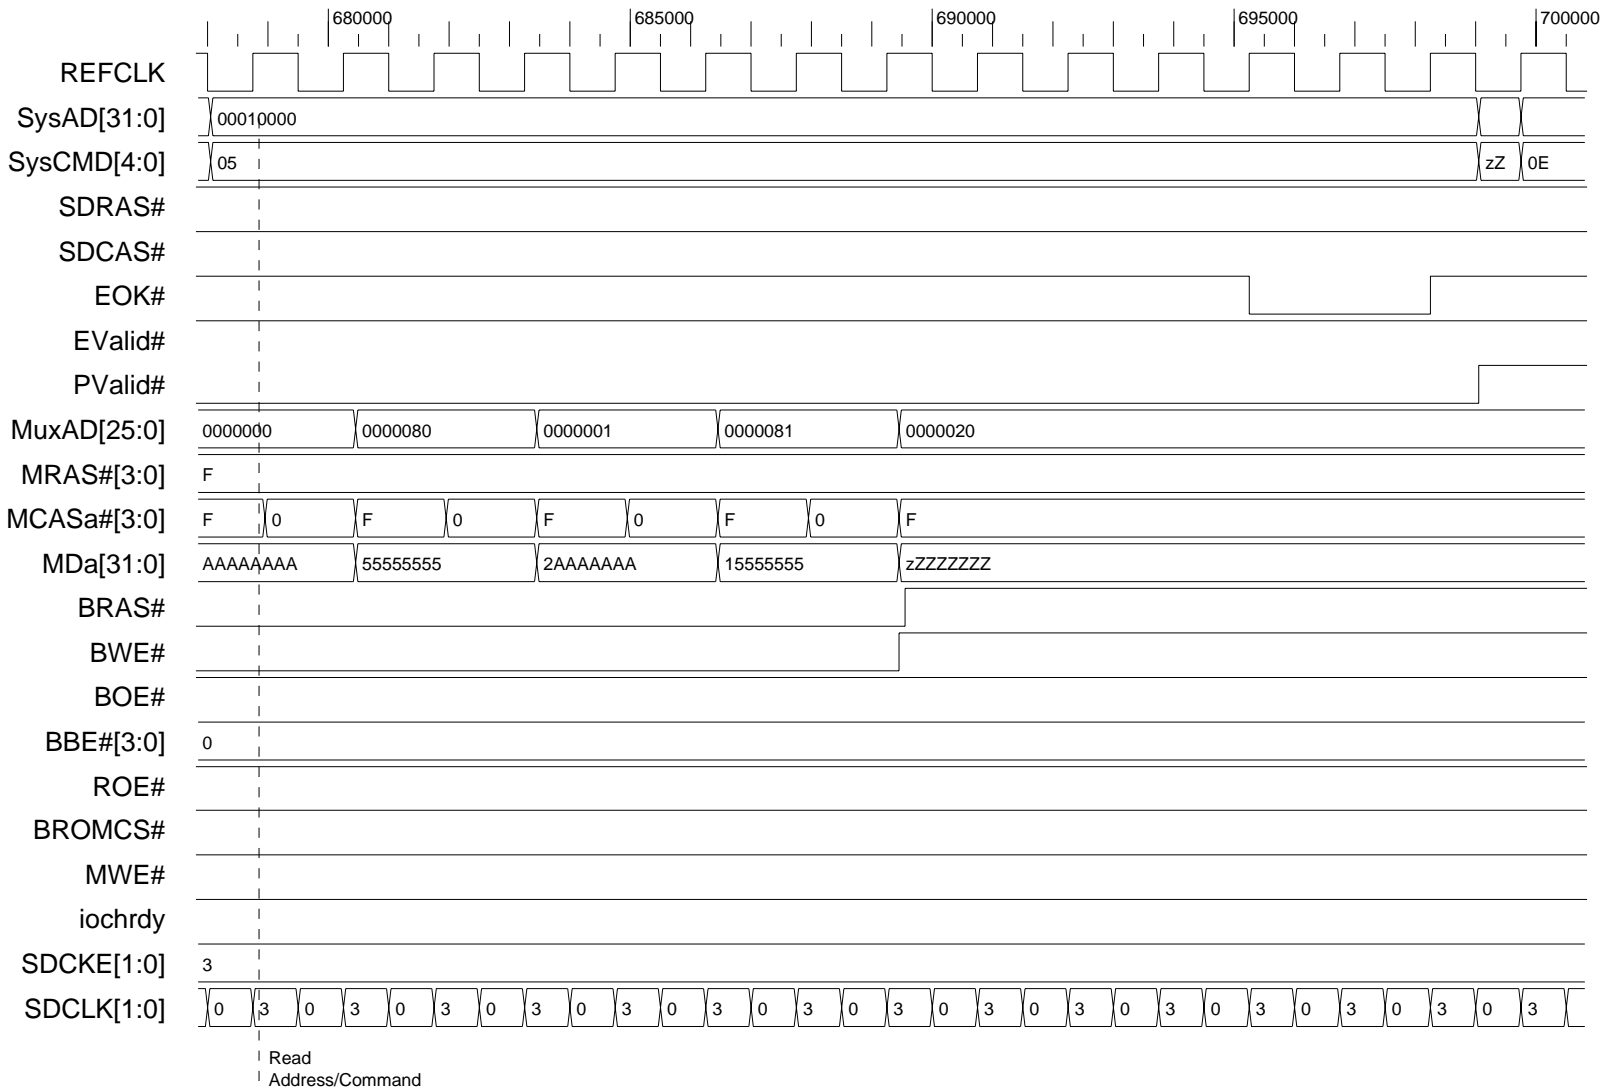 680000 685000 690000 695000 700000
REFCLK
SysAD[31:0] 00010000
SysCMD[4:0] 05 zZ 0E
SDRAS#
SDCAS#
EOK#
EValid#
PValid#
MuxAD[25:0] 0000000 0000080 0000001 0000081 0000020
MRAS#[3:0] F
MCASa#[3:0] F 0 F 0 F 0 F 0 F
MDa[31:0] AAAAAAAA 55555555 2AAAAAAA 15555555 zZZZZZZZ
BRAS#
BWE#
BOE#
BBE#[3:0] 0
ROE#
BROMCS#
MWE#
iochrdy
SDCKE[1:0] 3
SDCLK[1:0] 0 3 0 3 0 3 0 3 0 3 0 3 0 3 0 3 0 3 0 3 0 3 0 3 0 3 0 3 0 3
Read
Address/Command